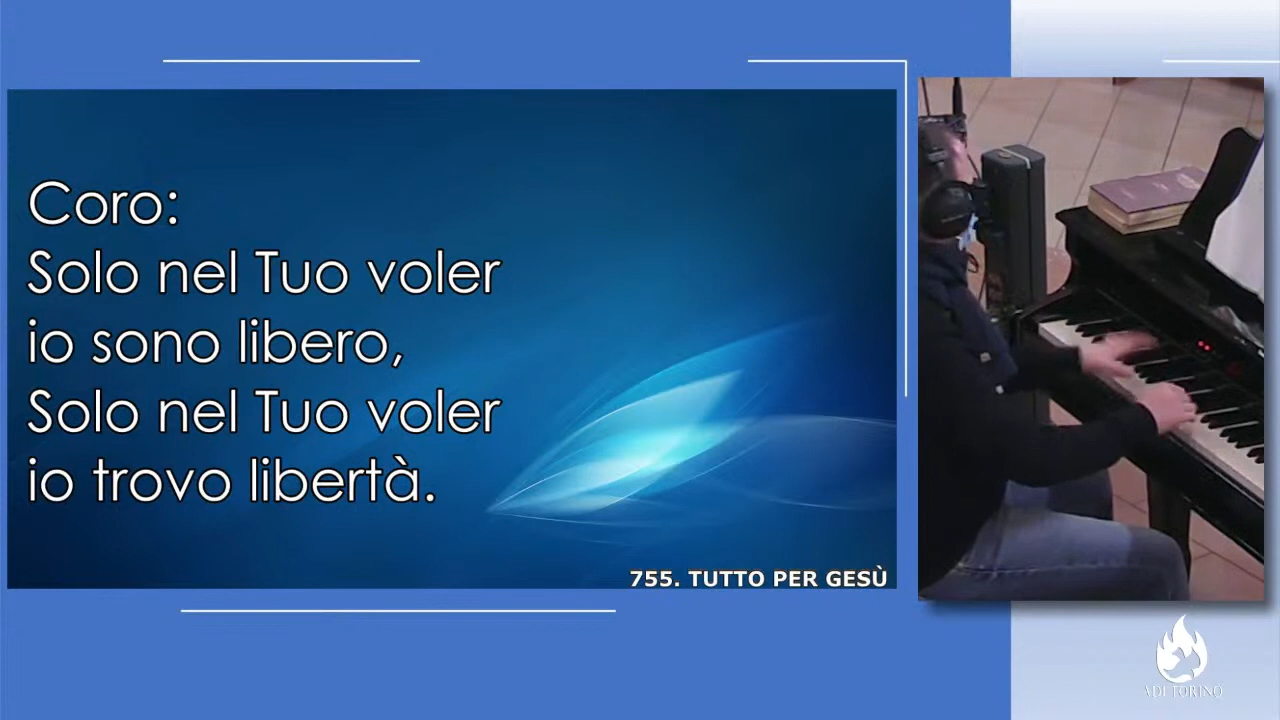 Coro:
Solo nel Tuo voler
io sono libero,
Solo nel Tuo voler
io trovo libertà.
755. TUTTO PER GESÙ
ADI TORINO